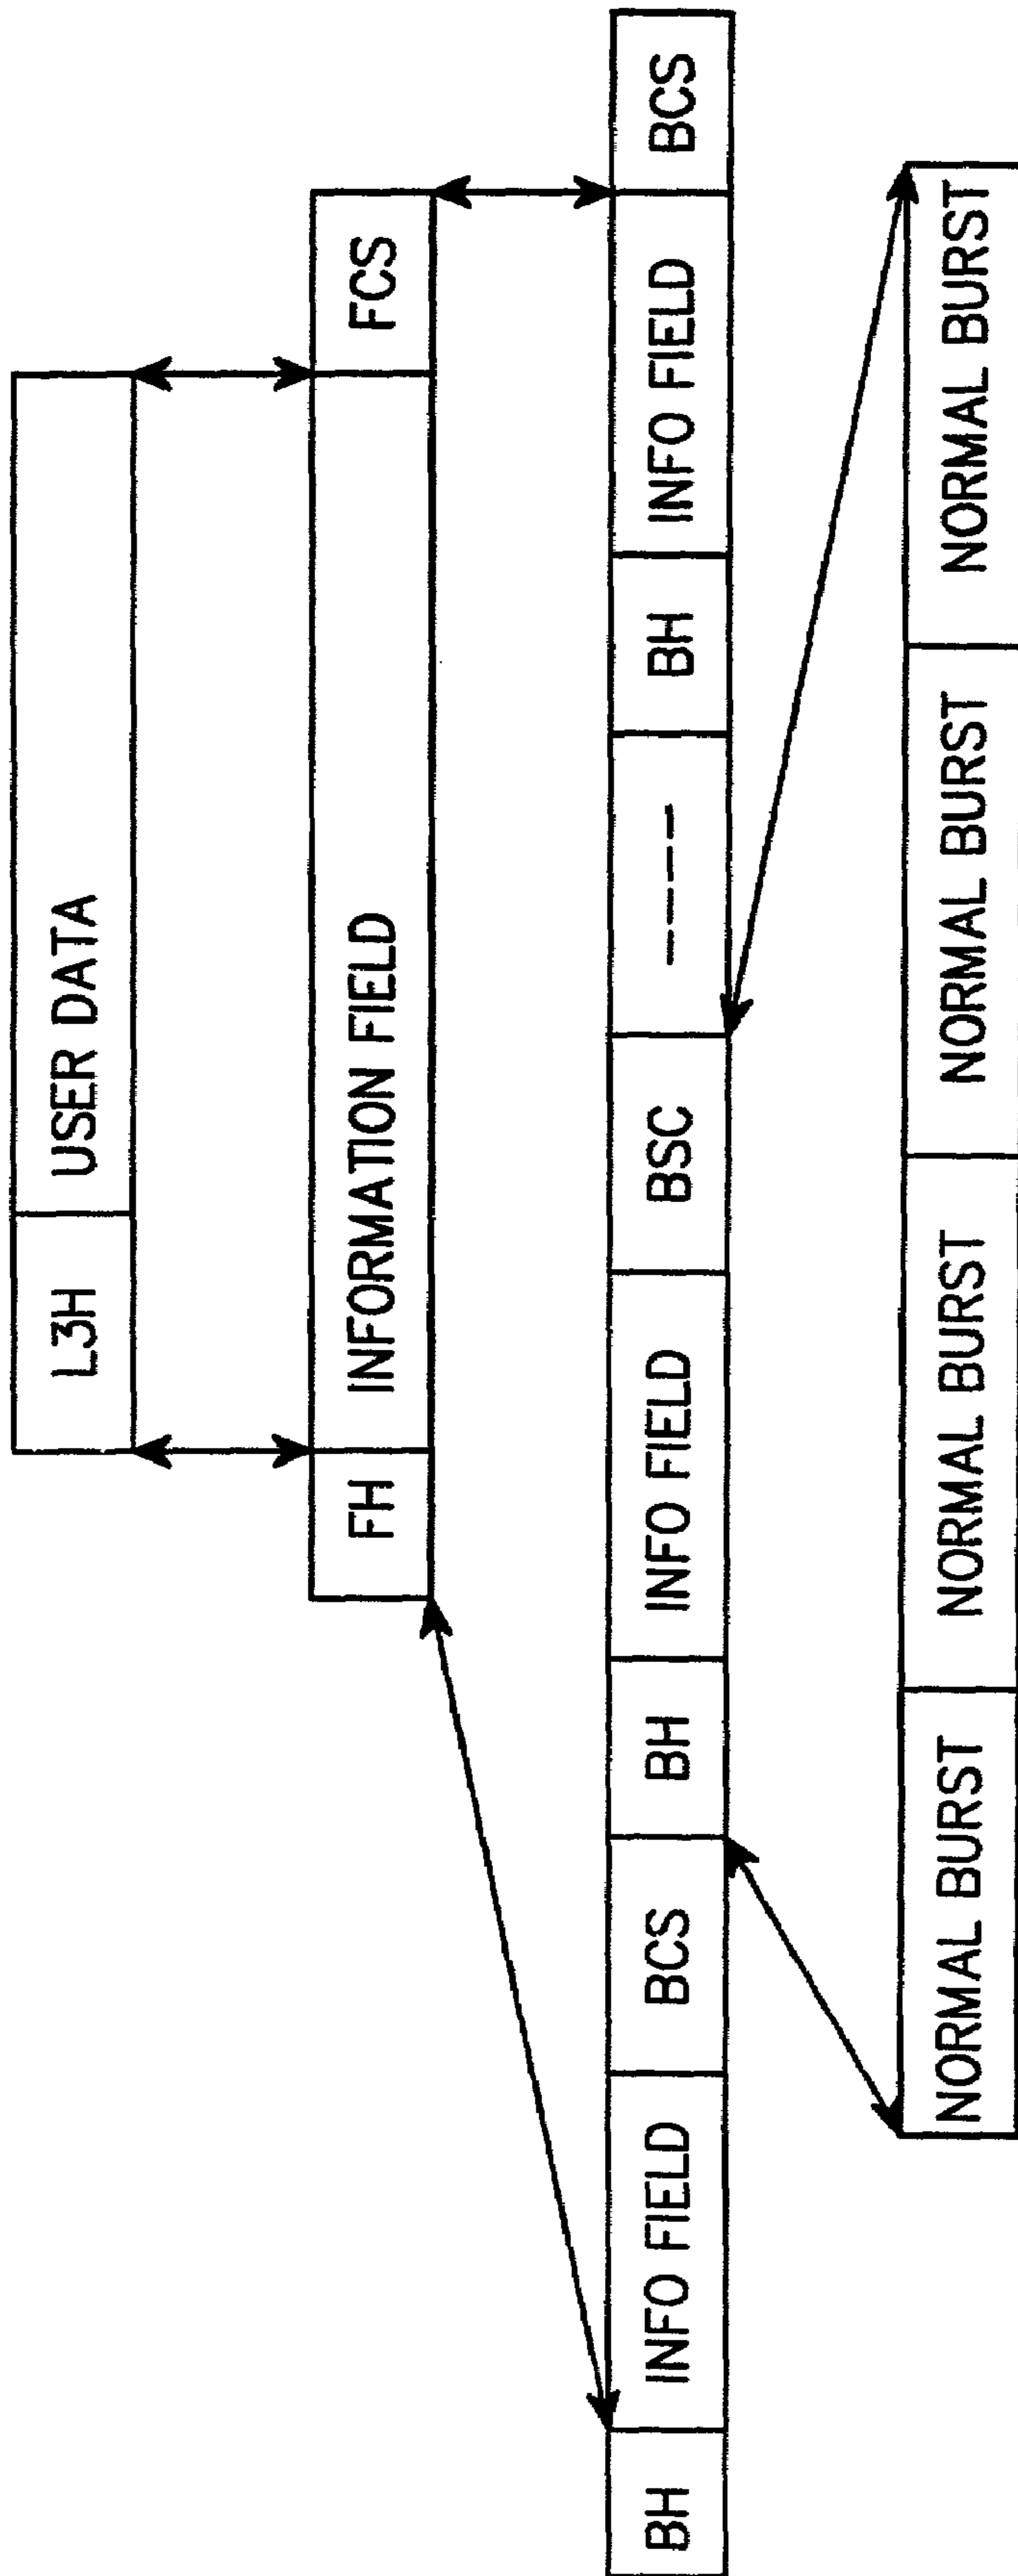 L3H USER DATA
FH INFORMATION FIELD FCS
BH INFO FIELD BCS BH INFO FIELD BSC ---- BH INFO FIELD BCS
NORMAL BURST NORMAL BURST NORMAL BURST NORMAL BURST